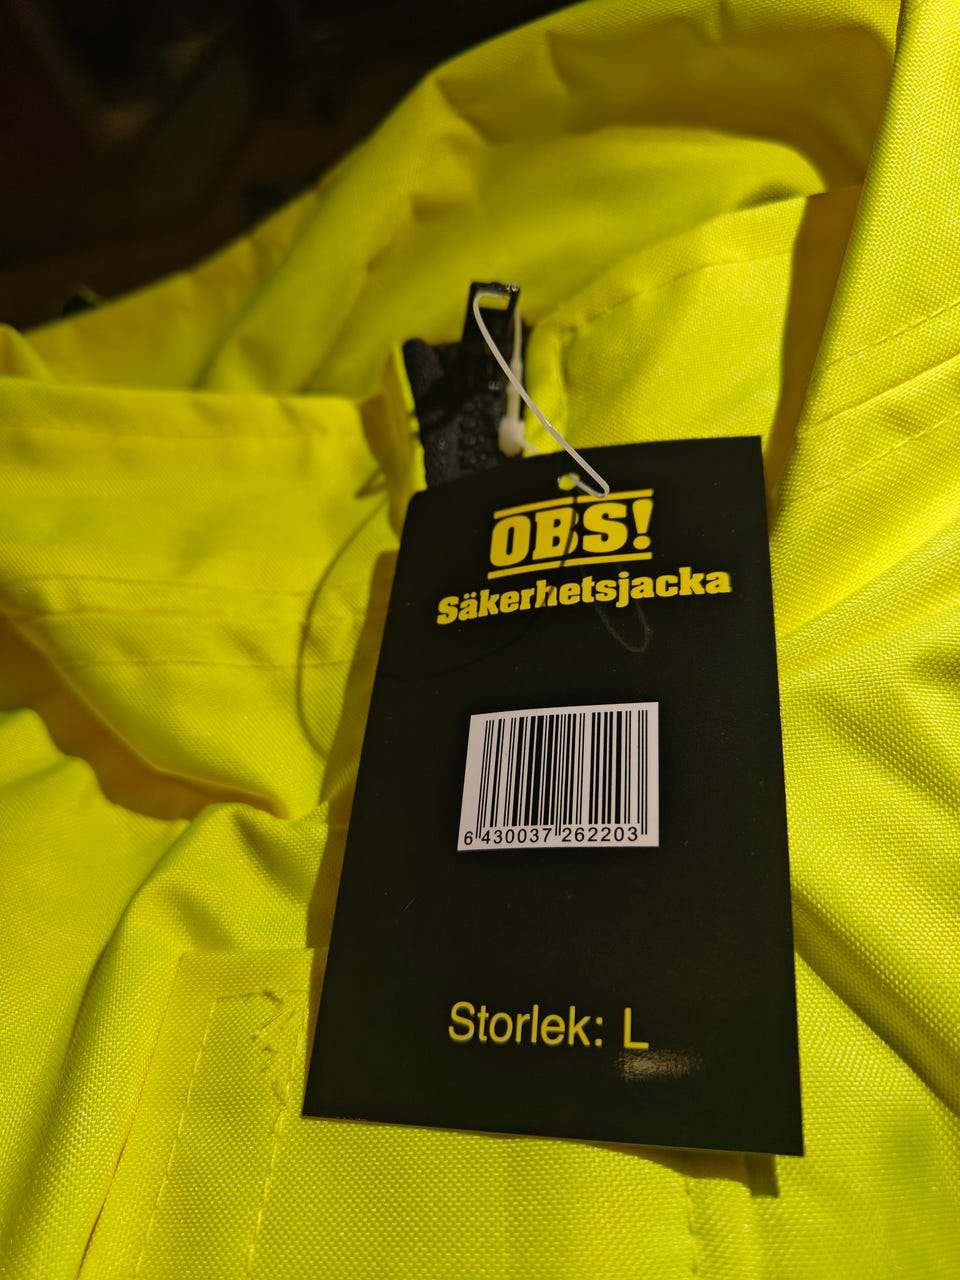 OBS!
Säkerhetsjacka
6 430037 262203
Storlek: L